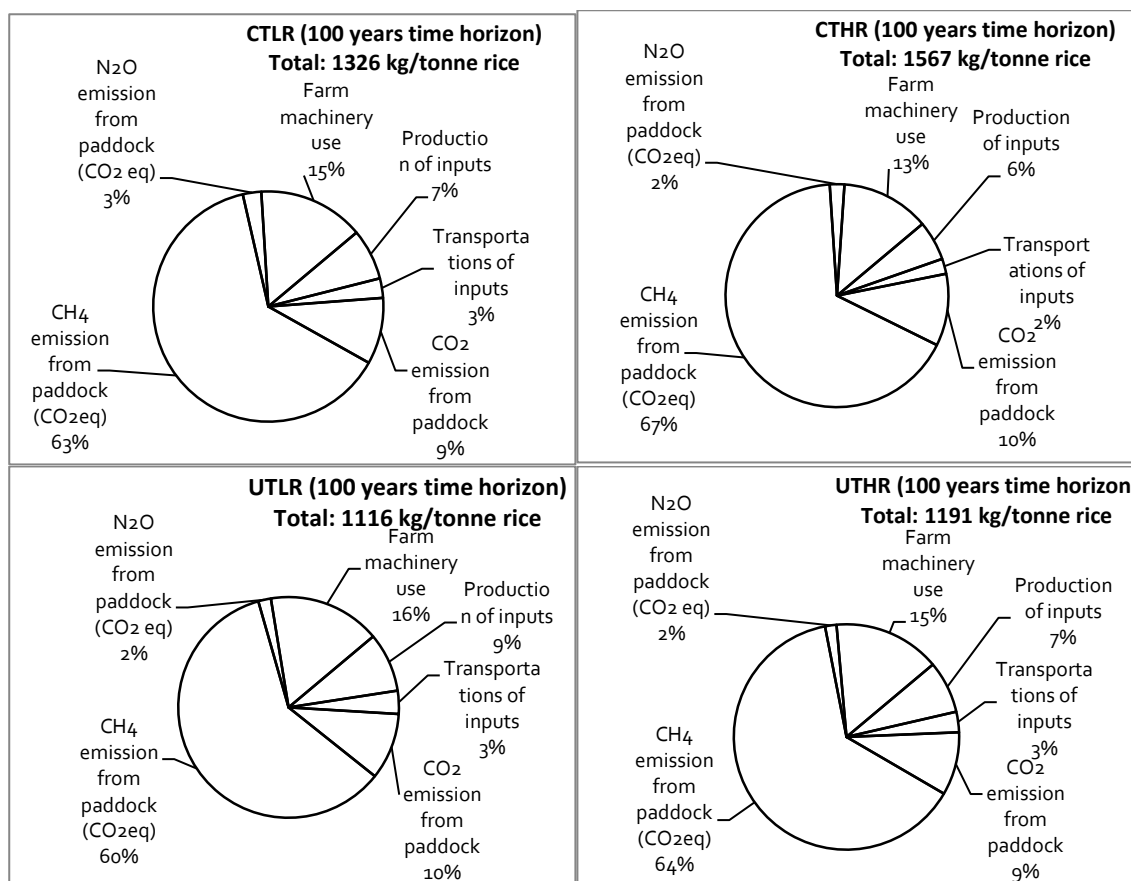 CTLR (100 years time horizon)
Total: 1326 kg/tonne rice
N2O
emission
from
paddock
(CO2 eq)
3%
Farm
machinery
use
15%
Productio
n of inputs
7%
Transporta
tions of
inputs
3%
CO2
emission
from
paddock
9%
CH4
emission
from
paddock
(CO2eq)
63%
CTHR (100 years time horizon)
Total: 1567 kg/tonne rice
N2O
emission
from
paddock
(CO2 eq)
2%
Farm
machinery
use
13%
Production
of inputs
6%
Transport
ations of
inputs
2%
CO2
emission
from
paddock
10%
CH4
emission
from
paddock
(CO2eq)
67%
UTLR (100 years time horizon)
Total: 1116 kg/tonne rice
N2O
emission
from
paddock
(CO2 eq)
2%
Farm
machinery
use
16%
Productio
n of inputs
9%
Transporta
tions of
inputs
3%
CO2
emission
from
paddock
10%
CH4
emission
from
paddock
(CO2eq)
60%
UTHR (100 years time horizon
Total: 1191 kg/tonne rice
N2O
emission
from
paddock
(CO2 eq)
2%
Farm
machinery
use
15%
Production
of inputs
7%
Transporta
tions of
inputs
3%
CO2
emission
from
paddock
9%
CH4
emission
from
paddock
(CO2eq)
64%